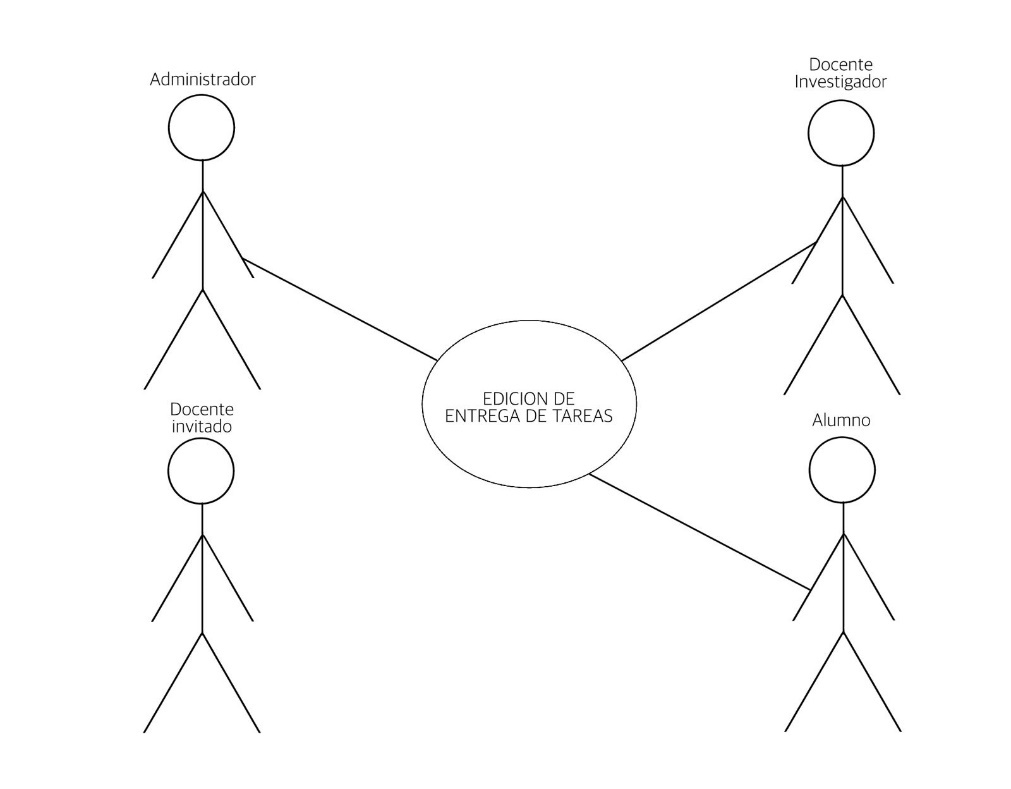 Administrador
Docente
Investigador
EDICION DE
ENTREGA DE TAREAS
Docente
invitado
Alumno